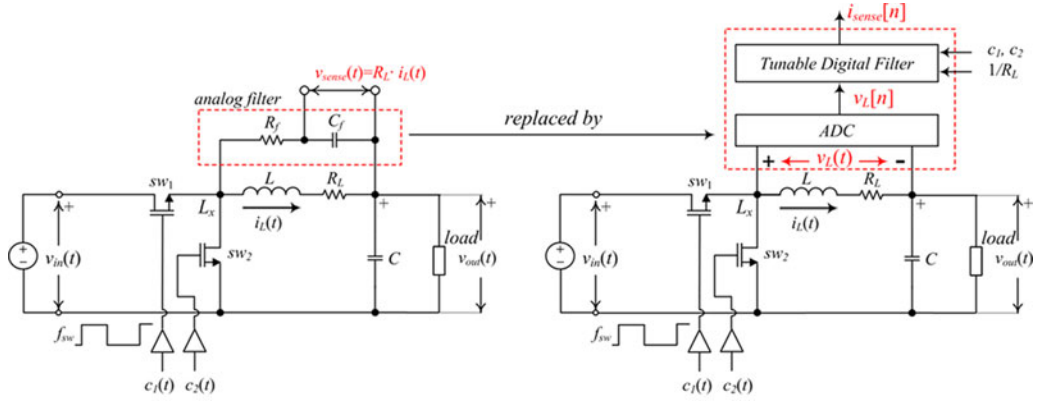 v_sense(t)=R_L· i_L(t)
analog filter
R_f
C_f
sw_1
L
R_L
L_x
i_L(t)
sw_2
v_in(t)
+
+
−
+
C
load
+
v_out(t)
f_sw
c_1(t)
c_2(t)
replaced by
i_sense[n]
Tunable Digital Filter
c_1, c_2
1/R_L
v_L[n]
ADC
+
v_L(t)
-
sw_1
L
R_L
L_x
i_L(t)
sw_2
v_in(t)
+
+
−
+
C
load
+
v_out(t)
f_sw
c_1(t)
c_2(t)